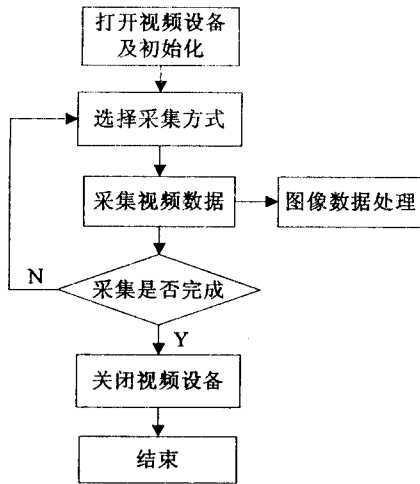 打开视频设备
及初始化
选择采集方式
采集视频数据
图像数据处理
采集是否完成
N
Y
关闭视频设备
结束